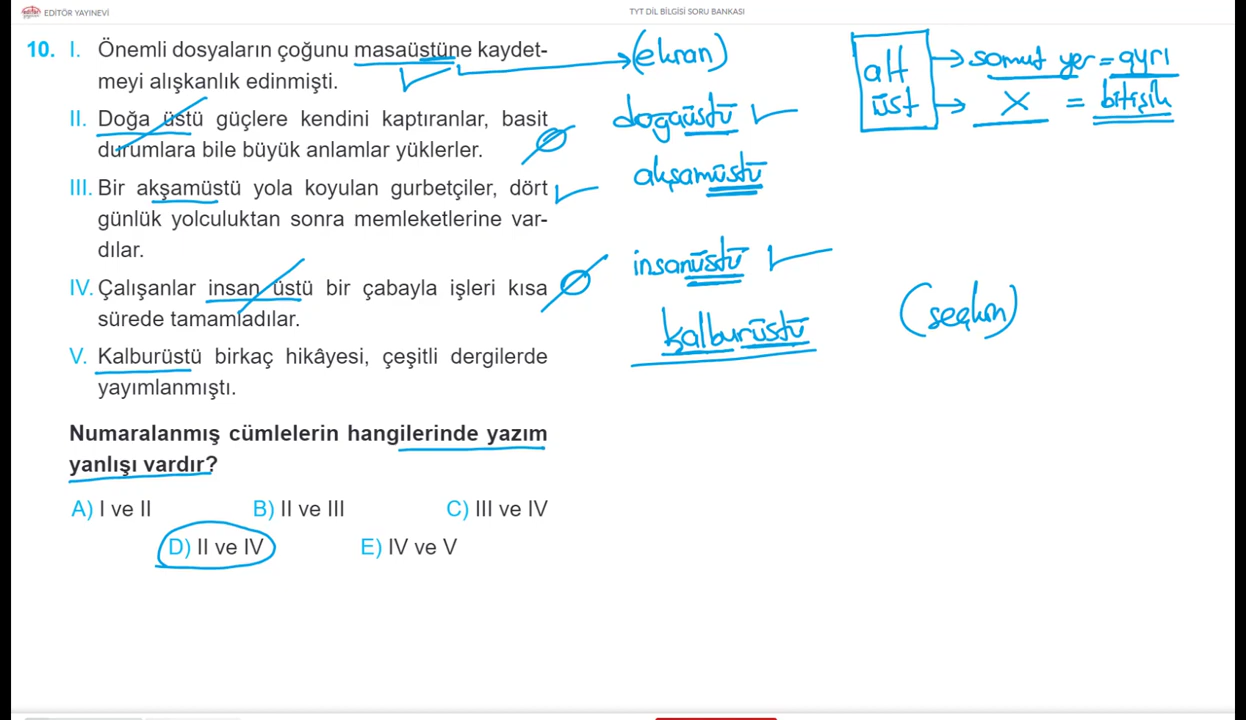 EDİTÖR YAYINEVİ
TYT DİL BİLGİSİ SORU BANKASI
10. I. Önemli dosyaların çoğunu masaüstüne kaydet-
meyi alışkanlık edinmişti.
II. Doğa üstü güçlere kendini kaptıranlar, basit
durumlara bile büyük anlamlar yüklerler.
III. Bir akşamüstü yola koyulan gurbetçiler, dört
günlük yolculuktan sonra memleketlerine var-
dılar.
IV. Çalışanlar insan üstü bir çabayla işleri kısa
sürede tamamladılar.
V. Kalburüstü birkaç hikâyesi, çeşitli dergilerde
yayımlanmıştı.
Numaralanmış cümlelerin hangilerinde yazım
yanlışı vardır?
A) I ve II B) II ve III C) III ve IV
D) II ve IV E) IV ve V
(ekran)
doğaüstü
akşamüstü
insanüstü
kalburüstü
(seçkin)
alt → somut yer = ayrı
üst → X = bitişik